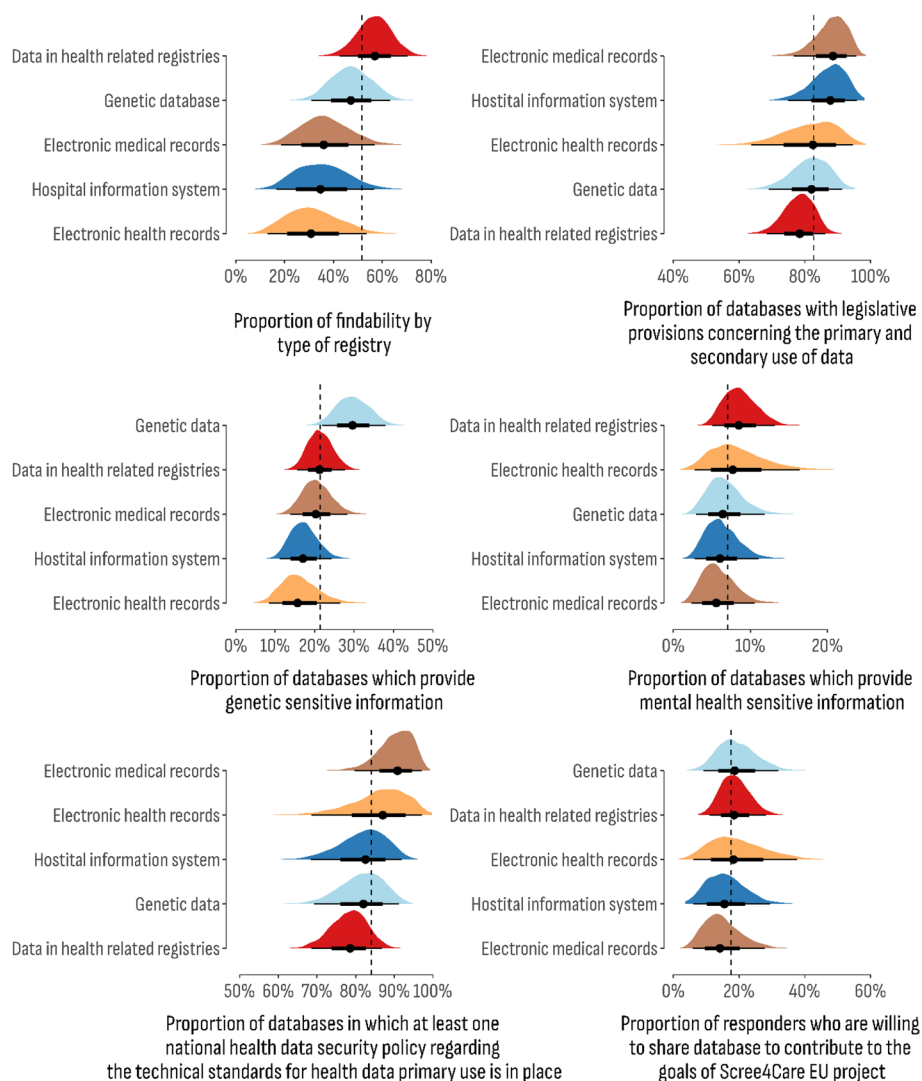 Data in health related registries
Genetic database
Electronic medical records
Hospital information system
Electronic health records
0% 20% 40% 60% 80%
Proportion of findability by
type of registry
Electronic medical records
Hostital information system
Electronic health records
Genetic data
Data in health related registries
40% 60% 80% 100%
Proportion of databases with legislative
provisions concerning the primary and
secondary use of data
Genetic data
Data in health related registries
Electronic medical records
Hostital information system
Electronic health records
0% 10% 20% 30% 40% 50%
Proportion of databases which provide
genetic sensitive information
Data in health related registries
Electronic health records
Genetic data
Hostital information system
Electronic medical records
0% 10% 20%
Proportion of databases which provide
mental health sensitive information
Electronic medical records
Electronic health records
Hostital information system
Genetic data
Data in health related registries
50% 60% 70% 80% 90% 100%
Proportion of databases in which at least one
national health data security policy regarding
the technical standards for health data primary use is in place
Genetic data
Data in health related registries
Electronic health records
Hostital information system
Electronic medical records
0% 20% 40% 60%
Proportion of responders who are willing
to share database to contribute to the
goals of Scree4Care EU project